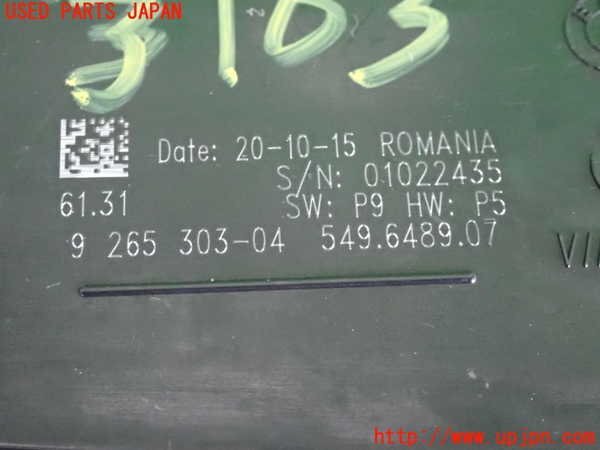 USED PARTS JAPAN
3103
Date: 20-10-15 ROMANIA
S/N: 01022435
61.31 SW: P9 HW: P5
9 265 303-04 549.6489.07
http://www.upjpn.com